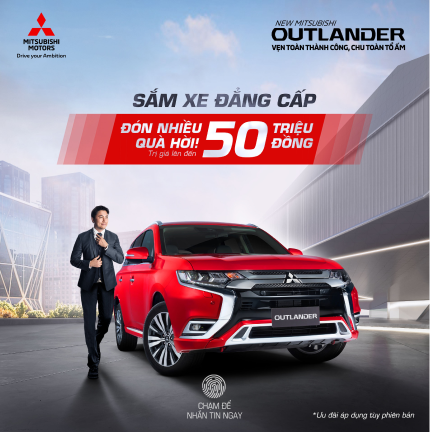 MITSUBISHI
MOTORS
Drive your Ambition
NEW MITSUBISHI
OUTLANDER
VẸN TOÀN THÀNH CÔNG, CHU TOÀN TỔ ẤM
SẮM XE ĐẲNG CẤP
ĐÓN NHIỀU
QUÀ HỜI!
Trị giá lên đến
50
TRIỆU
ĐỒNG
OUTLANDER
CHẠM ĐỂ
NHẮN TIN NGAY
*Ưu đãi áp dụng tùy phiên bản